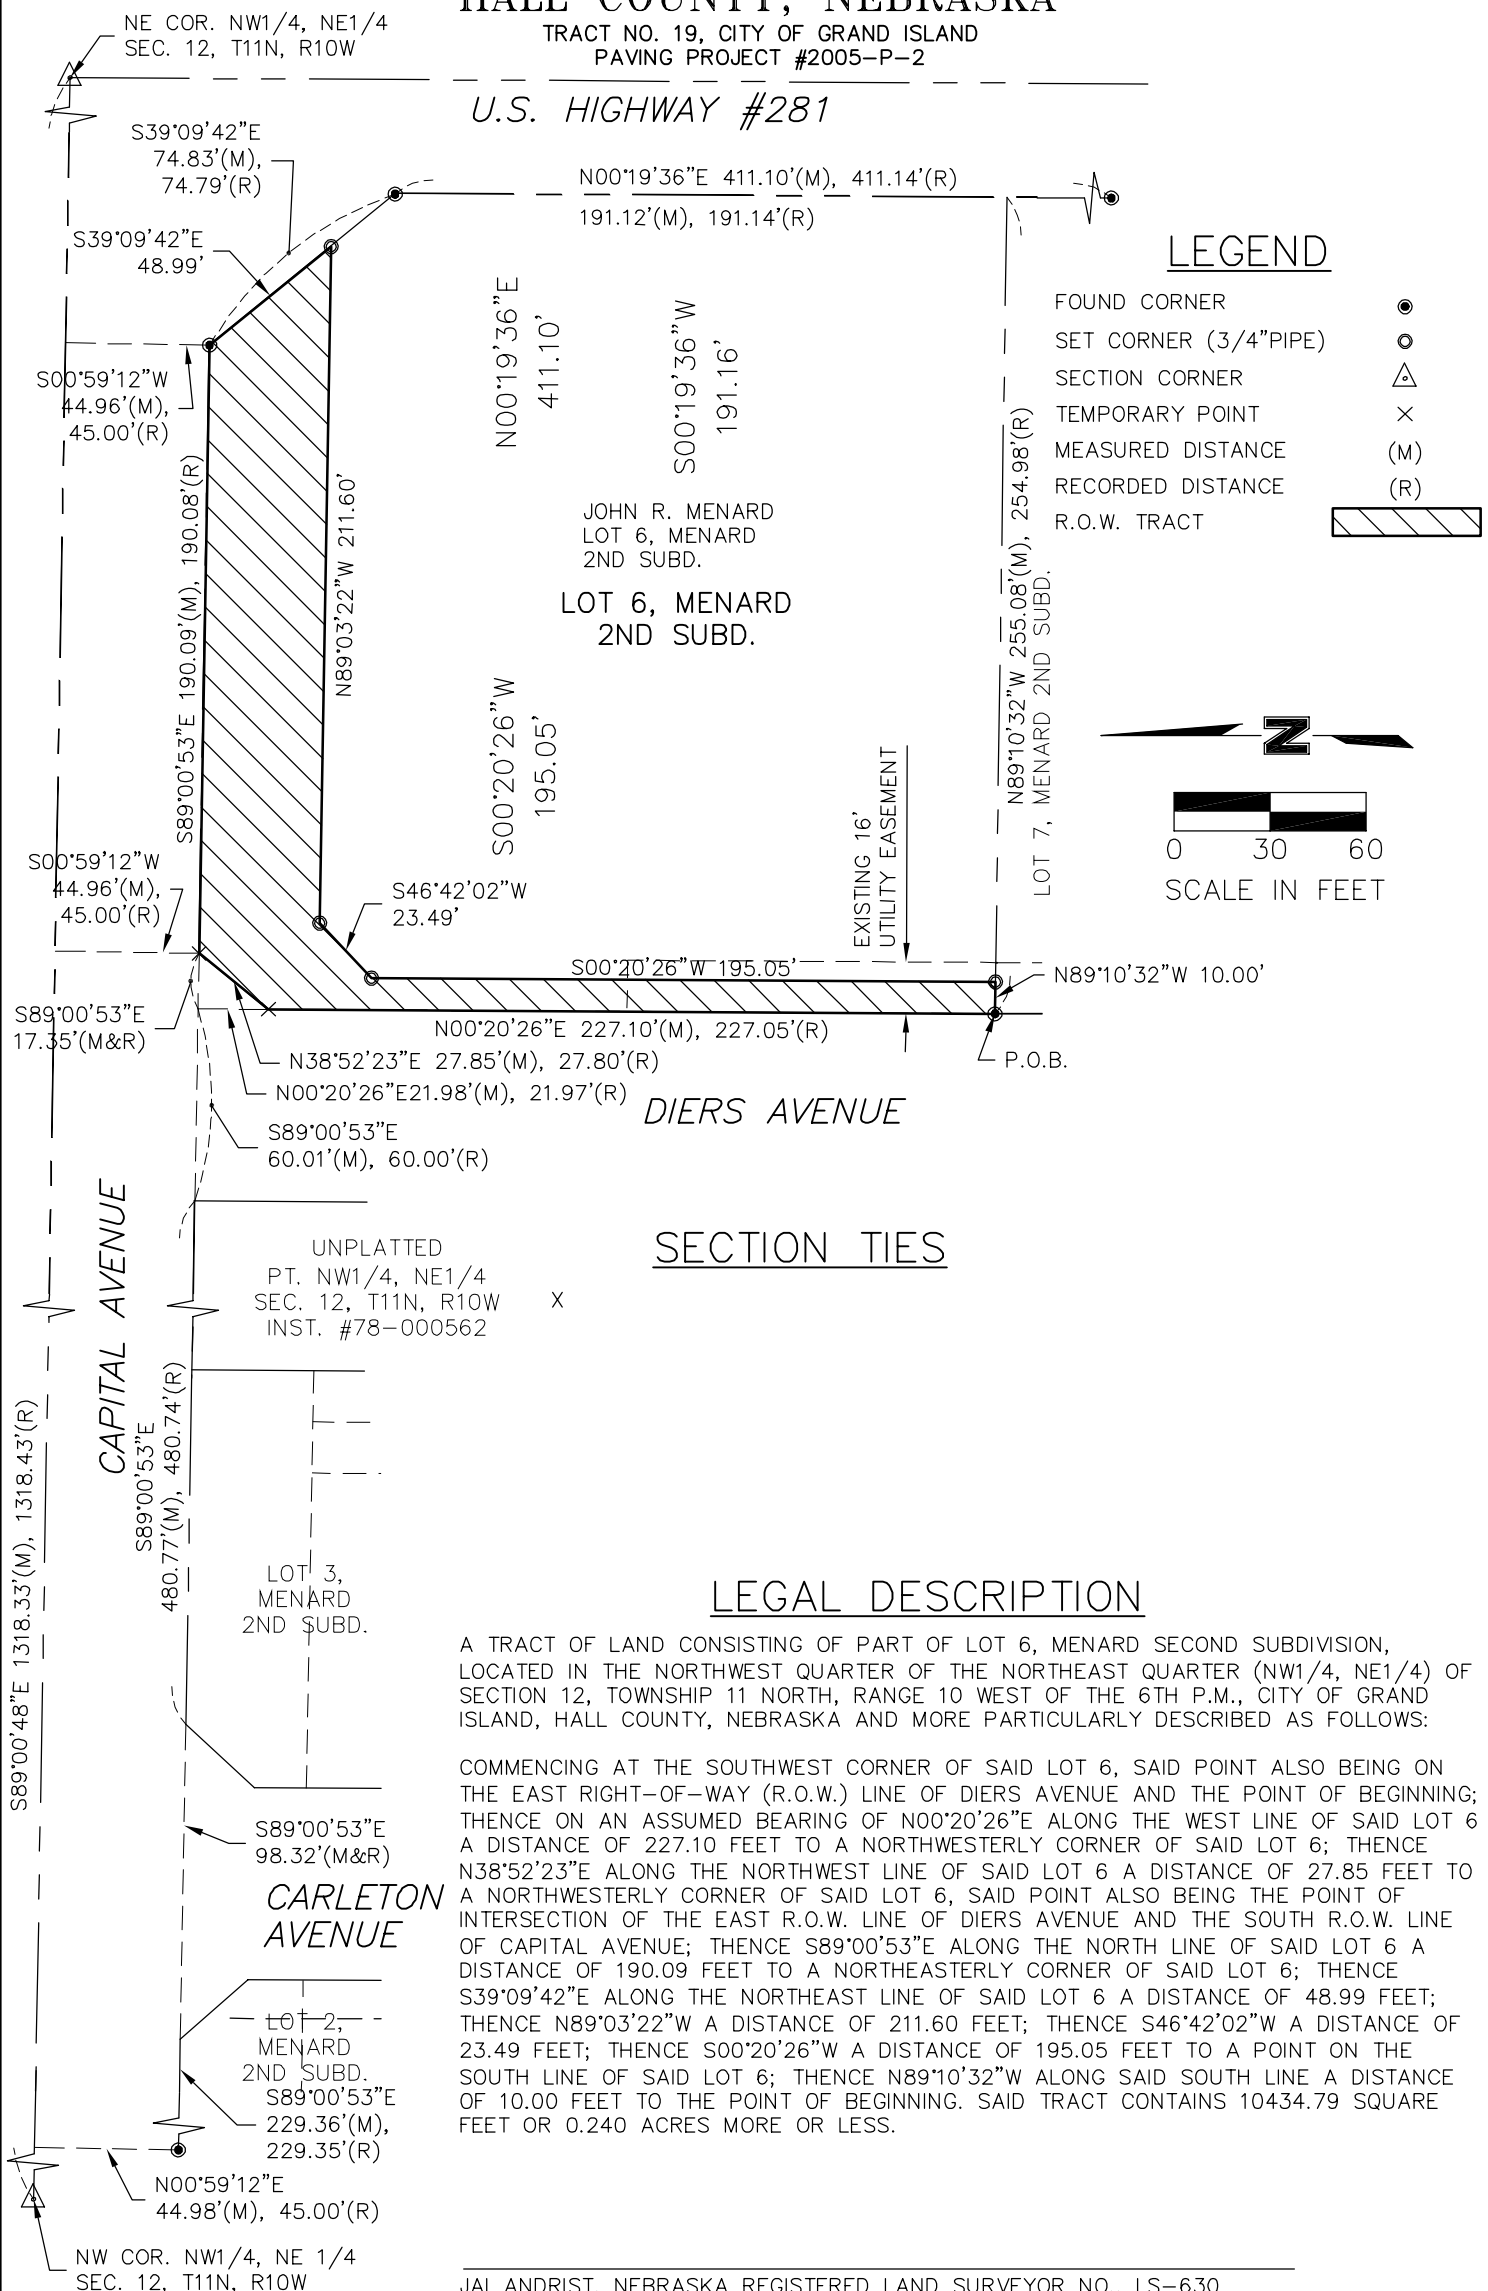 HALL COUNTY, NEBRASKA
TRACT NO. 19, CITY OF GRAND ISLAND
PAVING PROJECT #2005-P-2
NE COR. NW1/4, NE1/4
SEC. 12, T11N, R10W
U.S. HIGHWAY #281
S39°09'42"E
74.83'(M),
74.79'(R)
N00°19'36"E 411.10'(M), 411.14'(R)
191.12'(M), 191.14'(R)
S39°09'42"E
48.99'
N00°19'36"E
411.10'
S00°19'36"W
191.16'
LEGEND
FOUND CORNER
SET CORNER (3/4"PIPE)
SECTION CORNER
TEMPORARY POINT
MEASURED DISTANCE (M)
RECORDED DISTANCE (R)
R.O.W. TRACT
S00°59'12"W
44.96'(M),
45.00'(R)
S89°00'53"E 190.09'(M), 190.08'(R)
N89°03'22"W 211.60'
JOHN R. MENARD
LOT 6, MENARD
2ND SUBD.
LOT 6, MENARD
2ND SUBD.
N89°10'32"W 255.08'(M), 254.98'(R)
LOT 7, MENARD 2ND SUBD.
S00°20'26"W
195.05'
N
0 30 60
SCALE IN FEET
EXISTING 16'
UTILITY EASEMENT
S00°59'12"W
44.96'(M),
45.00'(R)
S46°42'02"W
23.49'
S00°20'26"W 195.05'
N89°10'32"W 10.00'
S89°00'53"E
17.35'(M&R)
N00°20'26"E 227.10'(M), 227.05'(R)
N38°52'23"E 27.85'(M), 27.80'(R)
P.O.B.
N00°20'26"E21.98'(M), 21.97'(R)
DIERS AVENUE
S89°00'53"E
60.01'(M), 60.00'(R)
CAPITAL AVENUE
SECTION TIES
UNPLATTED
PT. NW1/4, NE1/4
SEC. 12, T11N, R10W X
INST. #78-000562
S89°00'48"E 1318.33'(M), 1318.43'(R)
S89°00'53"E
480.77'(M), 480.74'(R)
LOT 3,
MENARD
2ND SUBD.
LEGAL DESCRIPTION
A TRACT OF LAND CONSISTING OF PART OF LOT 6, MENARD SECOND SUBDIVISION,
LOCATED IN THE NORTHWEST QUARTER OF THE NORTHEAST QUARTER (NW1/4, NE1/4) OF
SECTION 12, TOWNSHIP 11 NORTH, RANGE 10 WEST OF THE 6TH P.M., CITY OF GRAND
ISLAND, HALL COUNTY, NEBRASKA AND MORE PARTICULARLY DESCRIBED AS FOLLOWS:
COMMENCING AT THE SOUTHWEST CORNER OF SAID LOT 6, SAID POINT ALSO BEING ON
THE EAST RIGHT-OF-WAY (R.O.W.) LINE OF DIERS AVENUE AND THE POINT OF BEGINNING;
THENCE ON AN ASSUMED BEARING OF N00°20'26"E ALONG THE WEST LINE OF SAID LOT 6
A DISTANCE OF 227.10 FEET TO A NORTHWESTERLY CORNER OF SAID LOT 6; THENCE
N38°52'23"E ALONG THE NORTHWEST LINE OF SAID LOT 6 A DISTANCE OF 27.85 FEET TO
A NORTHWESTERLY CORNER OF SAID LOT 6, SAID POINT ALSO BEING THE POINT OF
INTERSECTION OF THE EAST R.O.W. LINE OF DIERS AVENUE AND THE SOUTH R.O.W. LINE
OF CAPITAL AVENUE; THENCE S89°00'53"E ALONG THE NORTH LINE OF SAID LOT 6 A
DISTANCE OF 190.09 FEET TO A NORTHEASTERLY CORNER OF SAID LOT 6; THENCE
S39°09'42"E ALONG THE NORTHEAST LINE OF SAID LOT 6 A DISTANCE OF 48.99 FEET;
THENCE N89°03'22"W A DISTANCE OF 211.60 FEET; THENCE S46°42'02"W A DISTANCE OF
23.49 FEET; THENCE S00°20'26"W A DISTANCE OF 195.05 FEET TO A POINT ON THE
SOUTH LINE OF SAID LOT 6; THENCE N89°10'32"W ALONG SAID SOUTH LINE A DISTANCE
OF 10.00 FEET TO THE POINT OF BEGINNING. SAID TRACT CONTAINS 10434.79 SQUARE
FEET OR 0.240 ACRES MORE OR LESS.
S89°00'53"E
98.32'(M&R)
CARLETON
AVENUE
LOT 2,
MENARD
2ND SUBD.
S89°00'53"E
229.36'(M),
229.35'(R)
N00°59'12"E
44.98'(M), 45.00'(R)
NW COR. NW1/4, NE 1/4
SEC. 12, T11N, R10W
JAI ANDRIST, NEBRASKA REGISTERED LAND SURVEYOR NO. LS-630